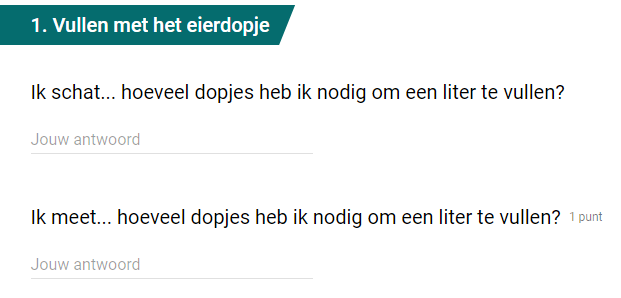 1. Vullen met het eierdopje
Ik schat... hoeveel dopjes heb ik nodig om een liter te vullen?
Jouw antwoord
Ik meet... hoeveel dopjes heb ik nodig om een liter te vullen? 1 punt
Jouw antwoord